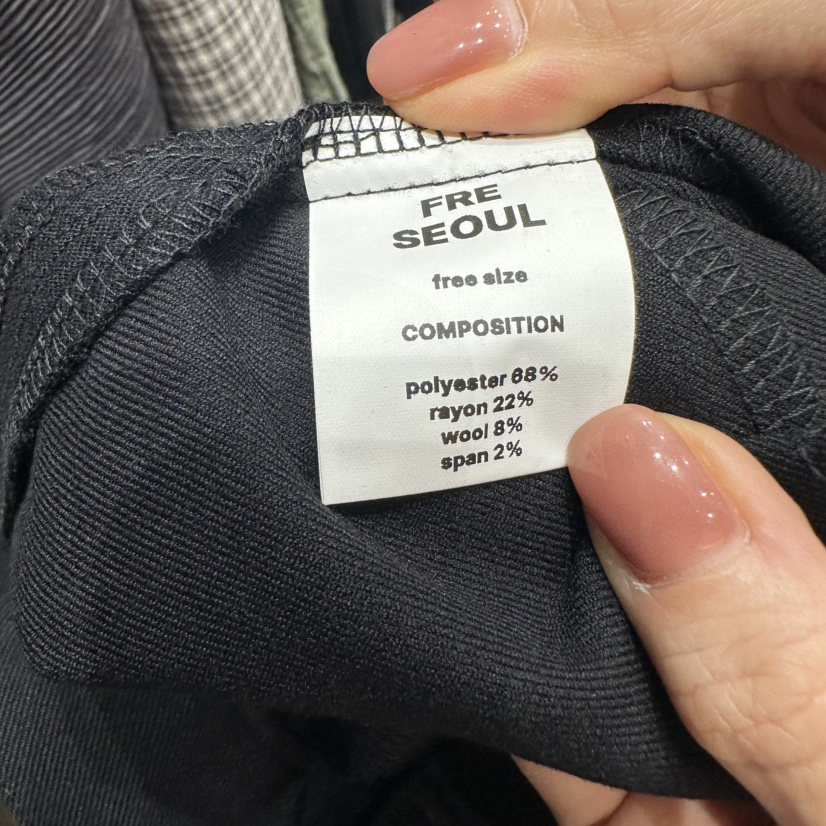 FRE
SEOUL
free size
COMPOSITION
polyester 68%
rayon 22%
wool 8%
span 2%